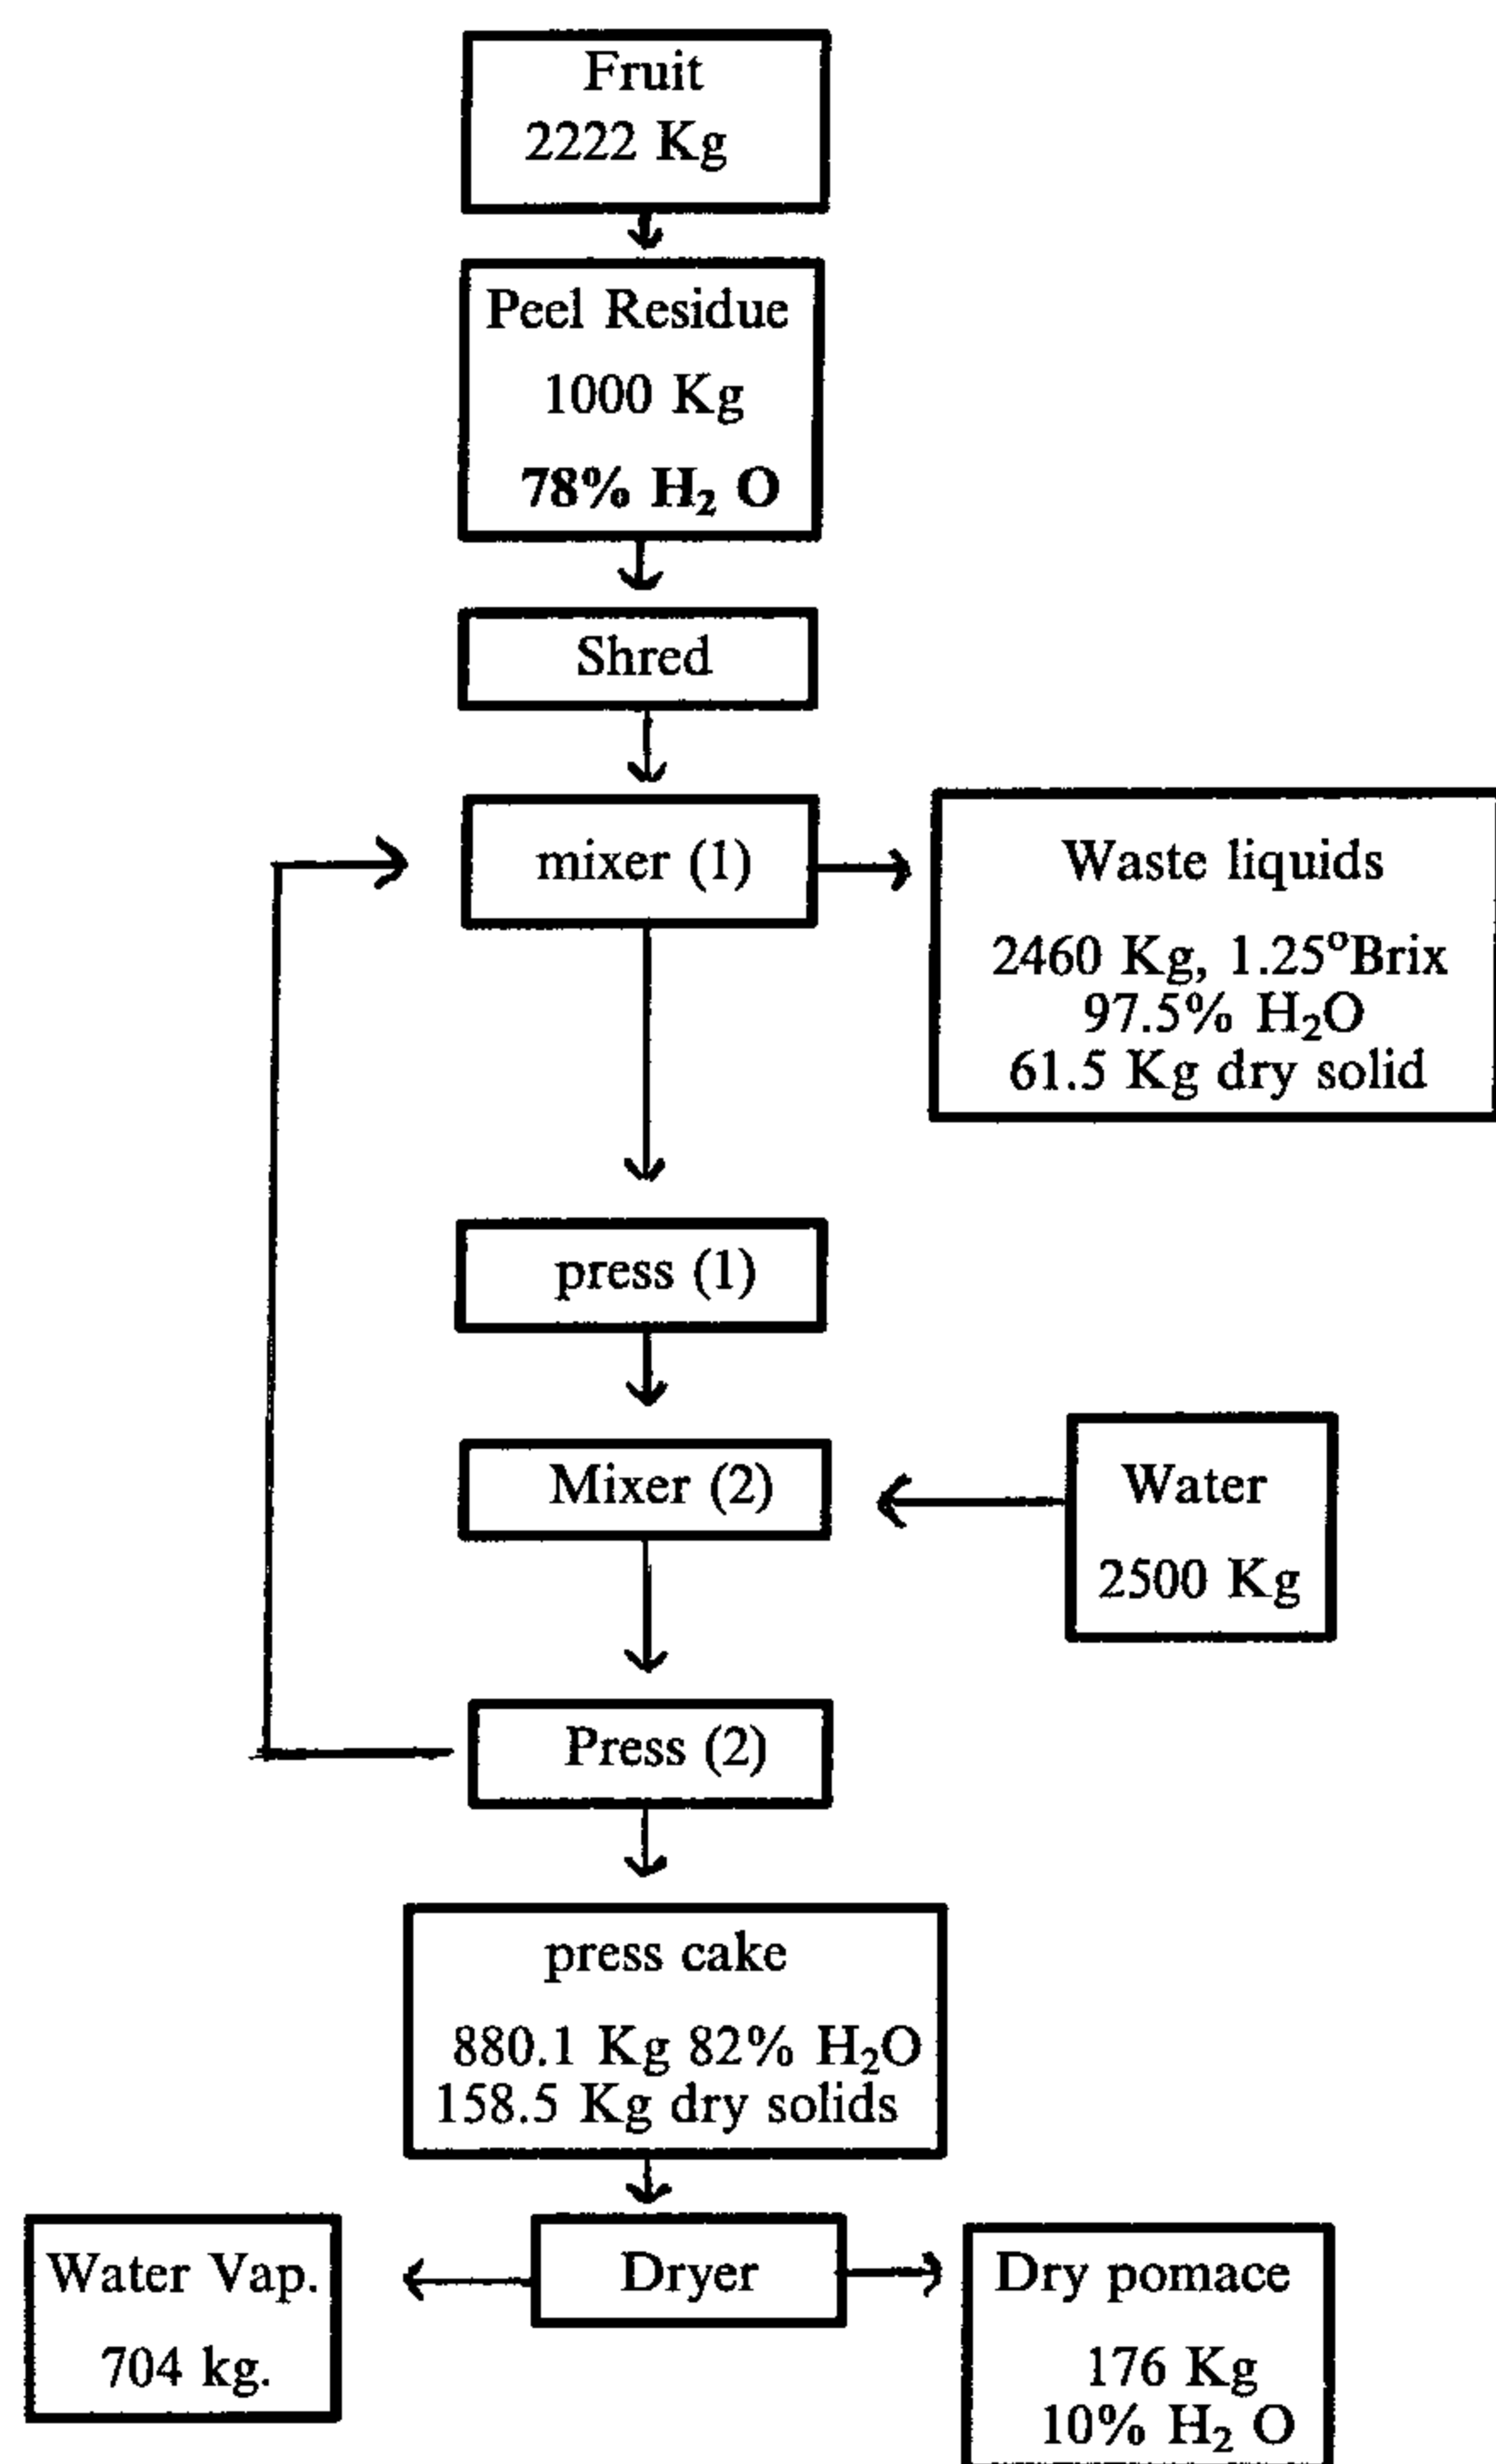 Fruit
2222 Kg
Peel Residue
1000 Kg
78% H₂ O
Shred
mixer (1)
Waste liquids
2460 Kg, 1.25°Brix
97.5% H₂O
61.5 Kg dry solid
press (1)
Mixer (2)
Water
2500 Kg
Press (2)
press cake
880.1 Kg 82% H₂O
158.5 Kg dry solids
Water Vap.
704 kg.
Dryer
Dry pomace
176 Kg
10% H₂ O